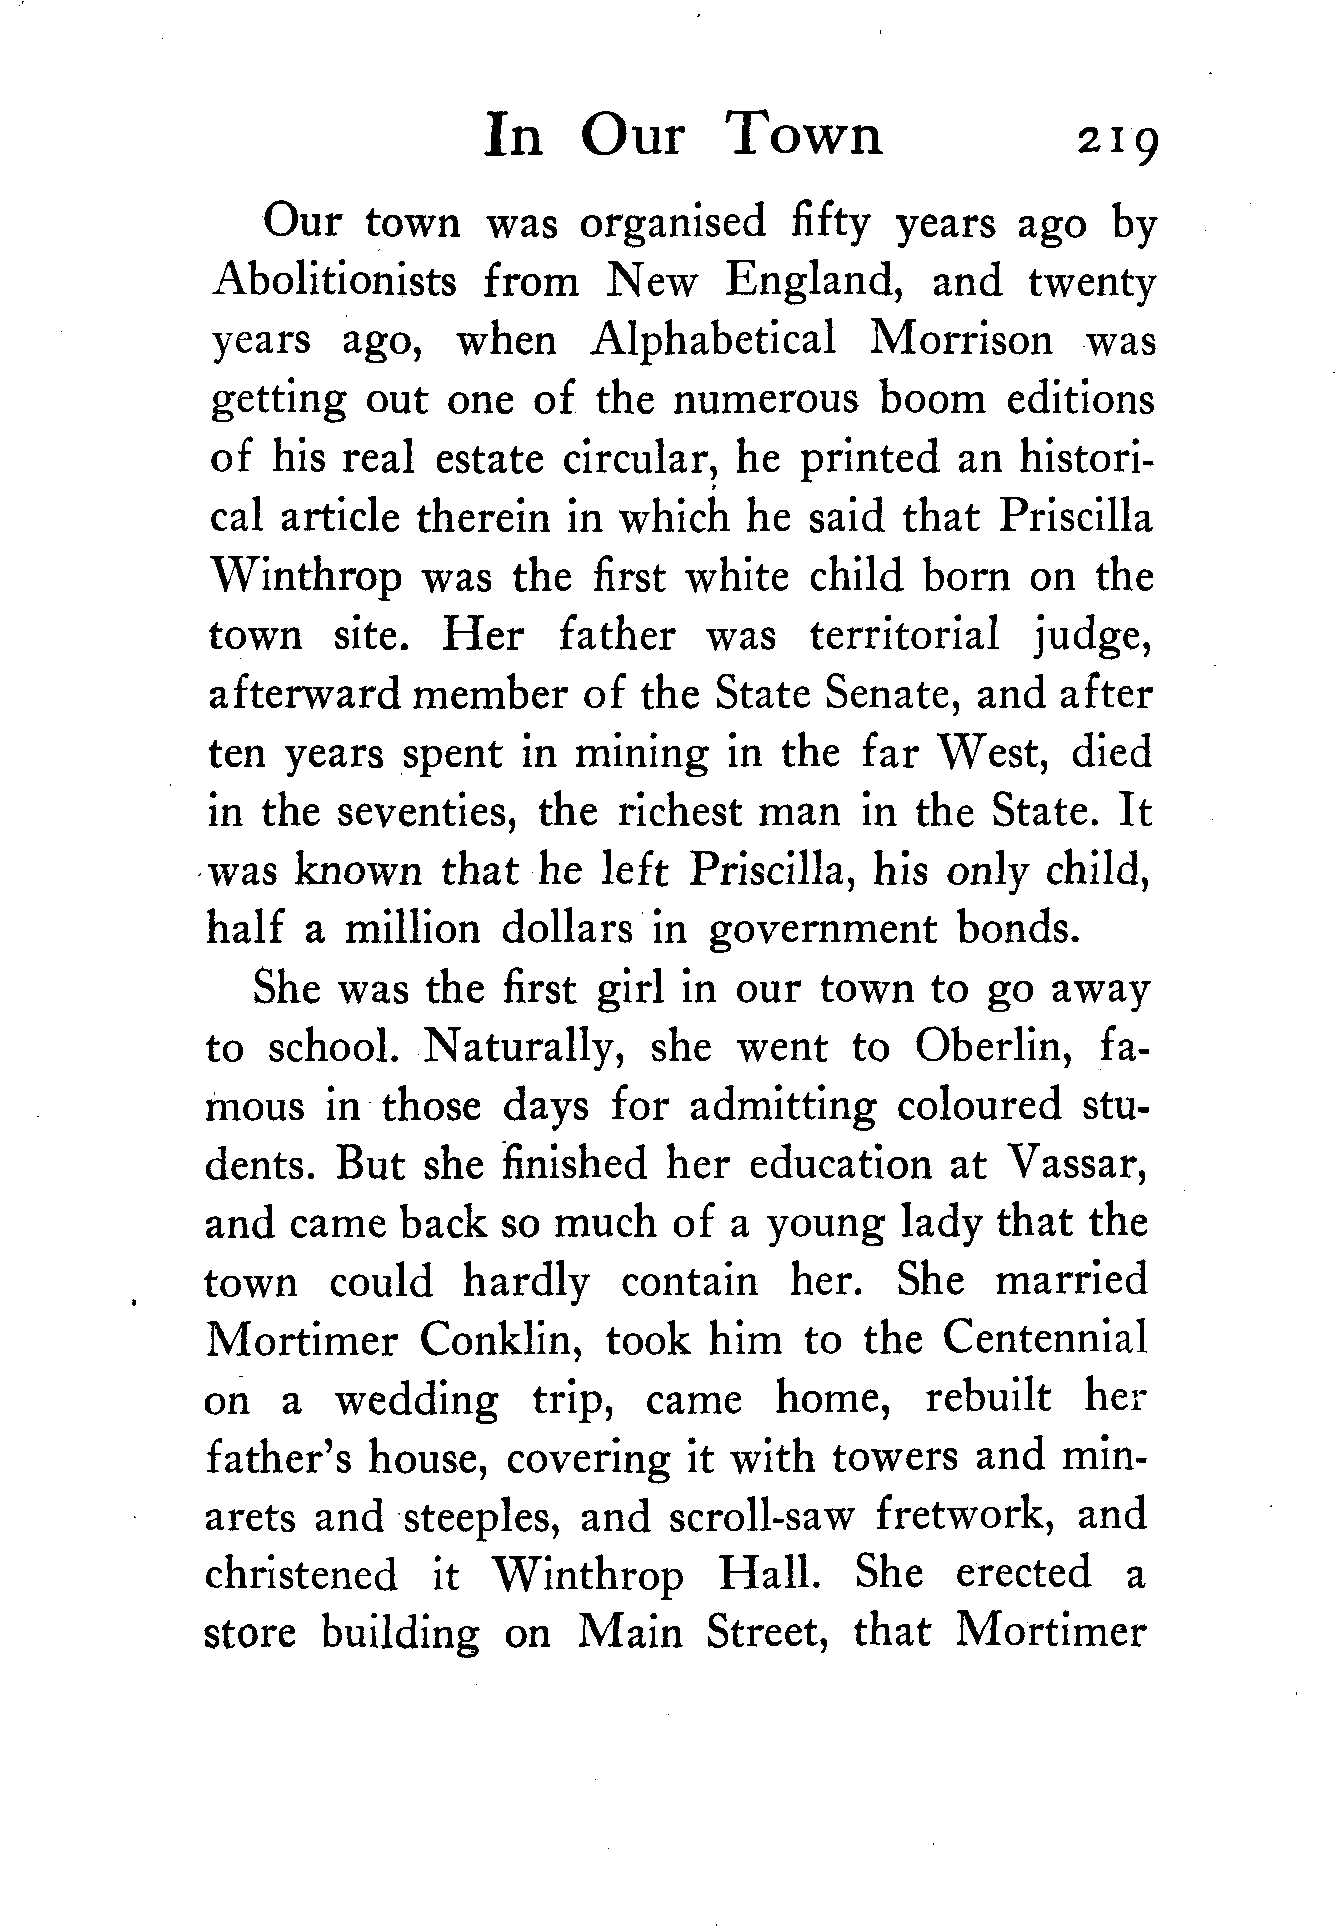 In Our Town 219
Our town was organised fifty years ago by
Abolitionists from New England, and twenty
years ago, when Alphabetical Morrison was
getting out one of the numerous boom editions
of his real estate circular, he printed an histori-
cal article therein in which he said that Priscilla
Winthrop was the first white child born on the
town site. Her father was territorial judge,
afterward member of the State Senate, and after
ten years spent in mining in the far West, died
in the seventies, the richest man in the State. It
was known that he left Priscilla, his only child,
half a million dollars in government bonds.
She was the first girl in our town to go away
to school. Naturally, she went to Oberlin, fa-
mous in those days for admitting coloured stu-
dents. But she finished her education at Vassar,
and came back so much of a young lady that the
town could hardly contain her. She married
Mortimer Conklin, took him to the Centennial
on a wedding trip, came home, rebuilt her
father's house, covering it with towers and min-
arets and steeples, and scroll-saw fretwork, and
christened it Winthrop Hall. She erected a
store building on Main Street, that Mortimer